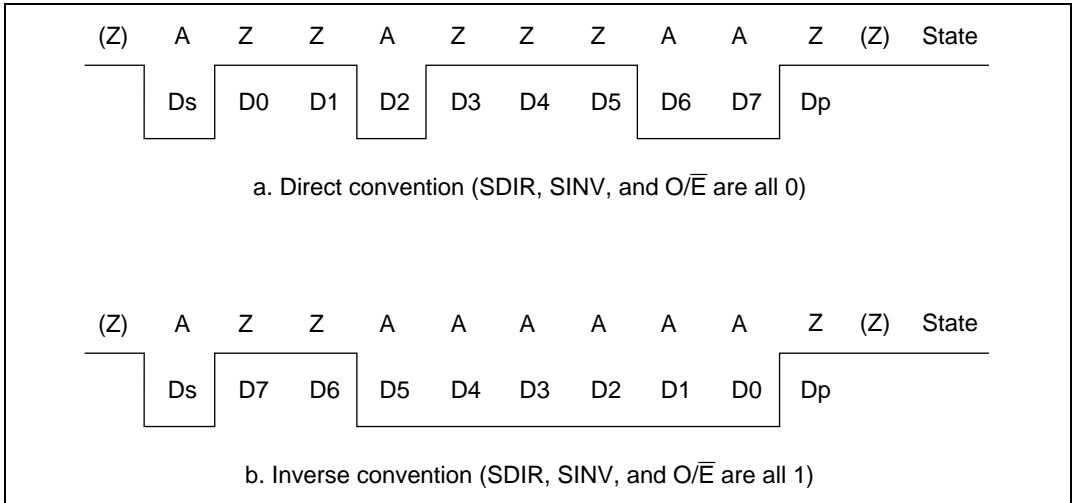 (Z) A Z Z A Z Z Z A A Z (Z) State
Ds D0 D1 D2 D3 D4 D5 D6 D7 Dp
a. Direct convention (SDIR, SINV, and O/E̅ are all 0)
(Z) A Z Z A A A A A A Z (Z) State
Ds D7 D6 D5 D4 D3 D2 D1 D0 Dp
b. Inverse convention (SDIR, SINV, and O/E̅ are all 1)